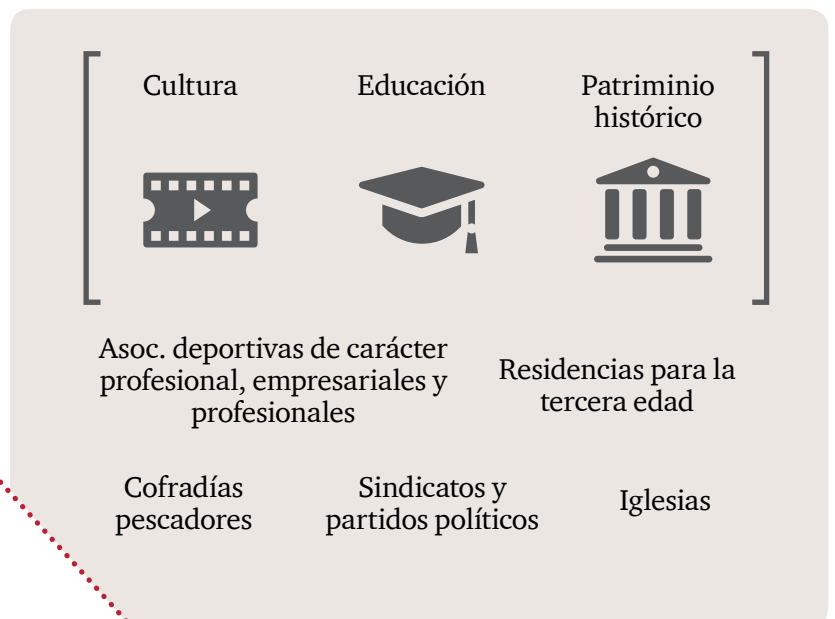 Cultura
Educación
Patriminio
histórico
Asoc. deportivas de carácter
profesional, empresariales y
profesionales
Residencias para la
tercera edad
Cofradías
pescadores
Sindicatos y
partidos políticos
Iglesias